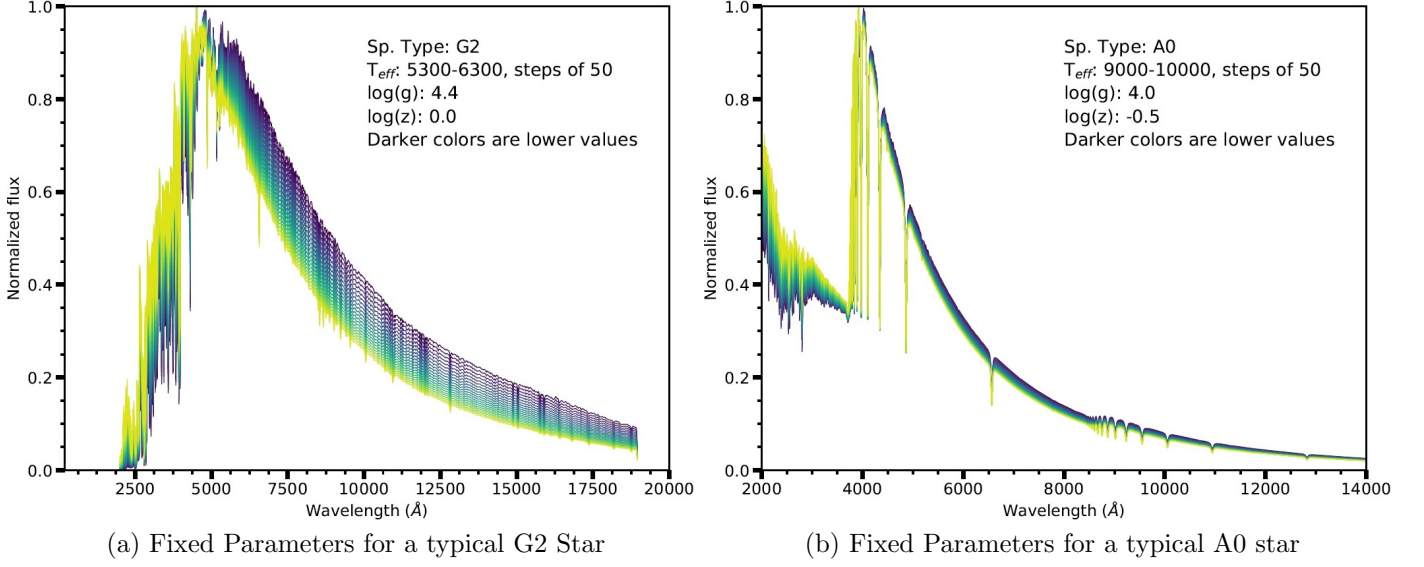 Sp. Type: G2
T_eff: 5300-6300, steps of 50
log(g): 4.4
log(z): 0.0
Darker colors are lower values
Normalized flux
1.0
0.8
0.6
0.4
0.2
0.0
2500 5000 7500 10000 12500 15000 17500 20000
Wavelength (Å)
(a) Fixed Parameters for a typical G2 Star
Sp. Type: A0
T_eff: 9000-10000, steps of 50
log(g): 4.0
log(z): -0.5
Darker colors are lower values
Normalized flux
1.0
0.8
0.6
0.4
0.2
0.0
2000 4000 6000 8000 10000 12000 14000
Wavelength (Å)
(b) Fixed Parameters for a typical A0 star